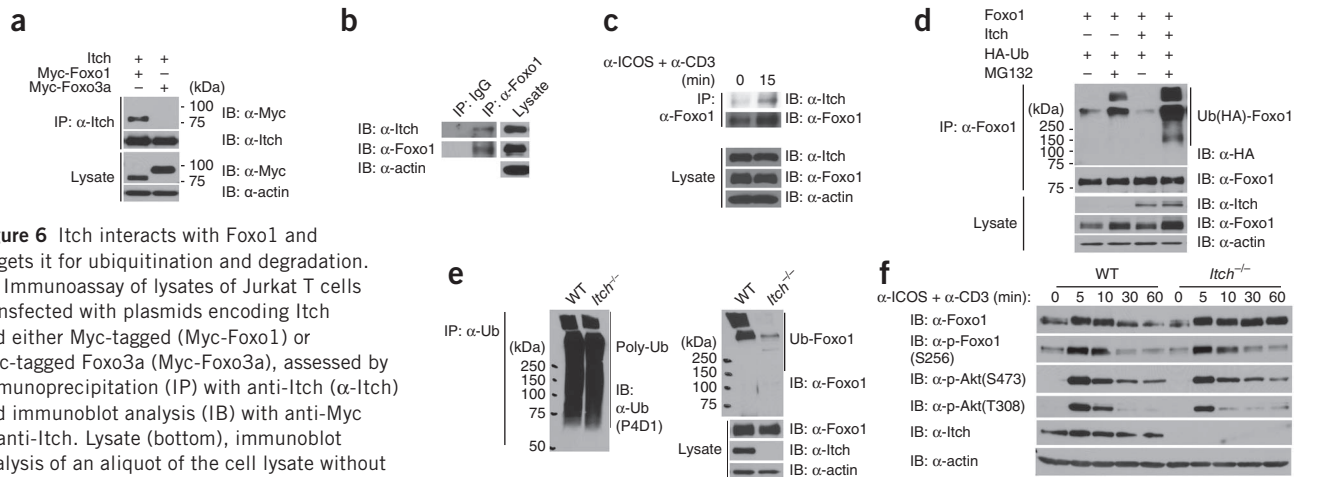 a
Itch + +
Myc-Foxo1 + –
Myc-Foxo3a – + (kDa)
IP: α-Itch
100
75
IB: α-Myc
IB: α-Itch
Lysate
100
75
IB: α-Myc
IB: α-actin
b
IP: IgG
IP: α-Foxo1
Lysate
IB: α-Itch
IB: α-Foxo1
IB: α-actin
c
α-ICOS + α-CD3
(min) 0 15
IP:
α-Foxo1
IB: α-Itch
IB: α-Foxo1
Lysate
IB: α-Itch
IB: α-Foxo1
IB: α-actin
d
Foxo1 + + + +
Itch – – + +
HA-Ub + + + +
MG132 – + – +
IP: α-Foxo1
(kDa)
250
150
100
75
Ub(HA)-Foxo1
IB: α-HA
75
IB: α-Foxo1
Lysate
IB: α-Itch
IB: α-Foxo1
IB: α-actin
gure 6 Itch interacts with Foxo1 and
gets it for ubiquitination and degradation.
Immunoassay of lysates of Jurkat T cells
nsfected with plasmids encoding Itch
d either Myc-tagged (Myc-Foxo1) or
c-tagged Foxo3a (Myc-Foxo3a), assessed by
munoprecipitation (IP) with anti-Itch (α-Itch)
d immunoblot analysis (IB) with anti-Myc
anti-Itch. Lysate (bottom), immunoblot
alysis of an aliquot of the cell lysate without
e
WT Itch–/–
IP: α-Ub
(kDa)
250
150
100
75
50
Poly-Ub
IB:
α-Ub
(P4D1)
WT Itch–/–
(kDa)
250
150
100
75
Ub-Foxo1
IB: α-Foxo1
Lysate
IB: α-Foxo1
IB: α-Itch
IB: α-actin
f
WT Itch–/–
α-ICOS + α-CD3 (min): 0 5 10 30 60 0 5 10 30 60
IB: α-Foxo1
IB: α-p-Foxo1
(S256)
IB: α-p-Akt(S473)
IB: α-p-Akt(T308)
IB: α-Itch
IB: α-actin